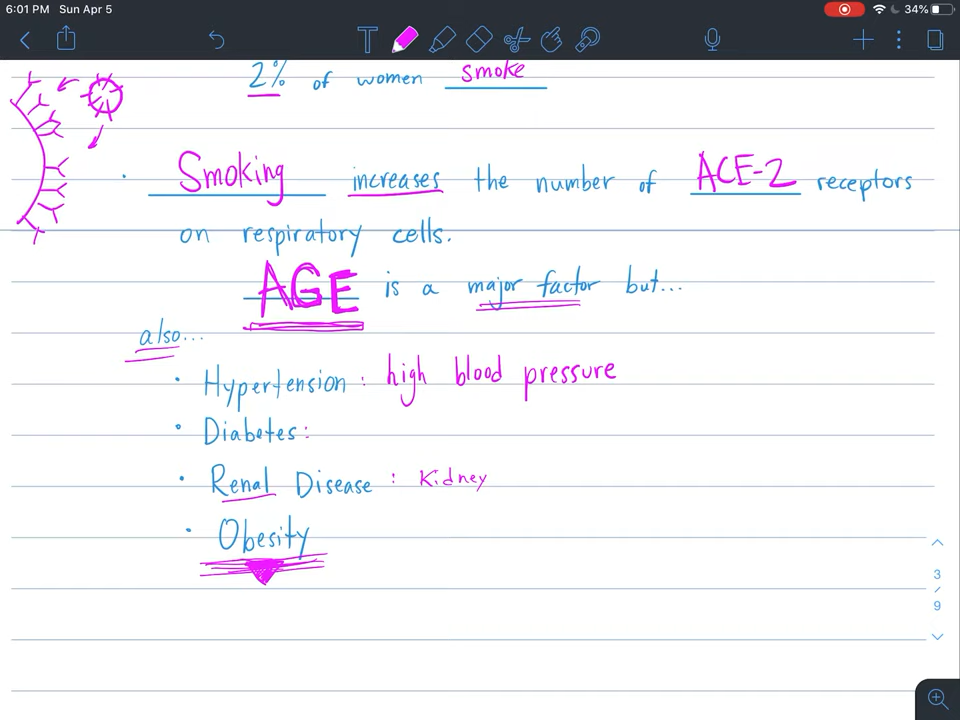 6:01 PM Sun Apr 5 34%
2% of women smoke
· Smoking increases the number of ACE-2 receptors
on respiratory cells.
AGE is a major factor but...
also...
· Hypertension: high blood pressure
· Diabetes:
· Renal Disease: Kidney
· Obesity
3
/
9